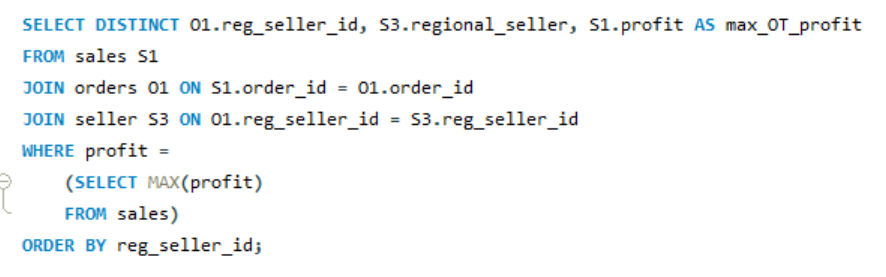 SELECT DISTINCT O1.reg_seller_id, S3.regional_seller, S1.profit AS max_OT_profit
FROM sales S1
JOIN orders O1 ON S1.order_id = O1.order_id
JOIN seller S3 ON O1.reg_seller_id = S3.reg_seller_id
WHERE profit =
(SELECT MAX(profit)
FROM sales)
ORDER BY reg_seller_id;